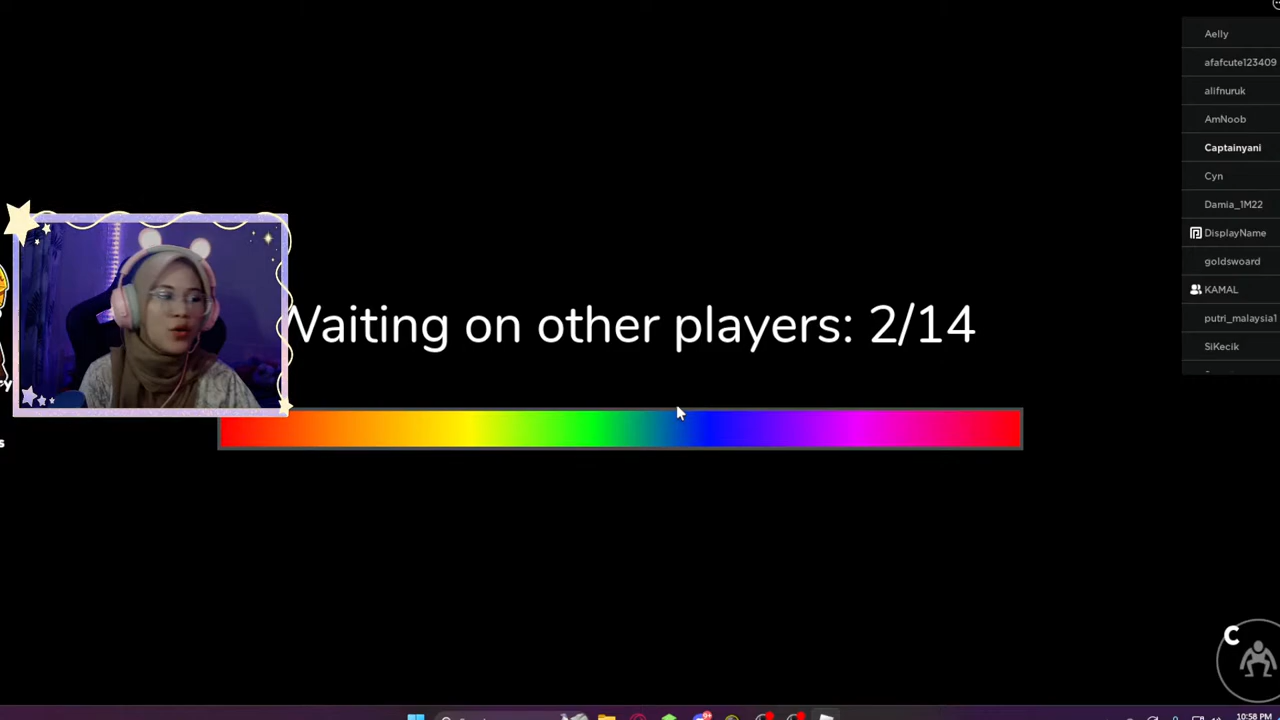 Aelly
afafcute123409
alifnuruk
AmNoob
Captainyani
Cyn
Damia_1M22
DisplayName
goldswoard
KAMAL
putri_malaysia1
SiKecik
Waiting on other players: 2/14
C
10:58 PM